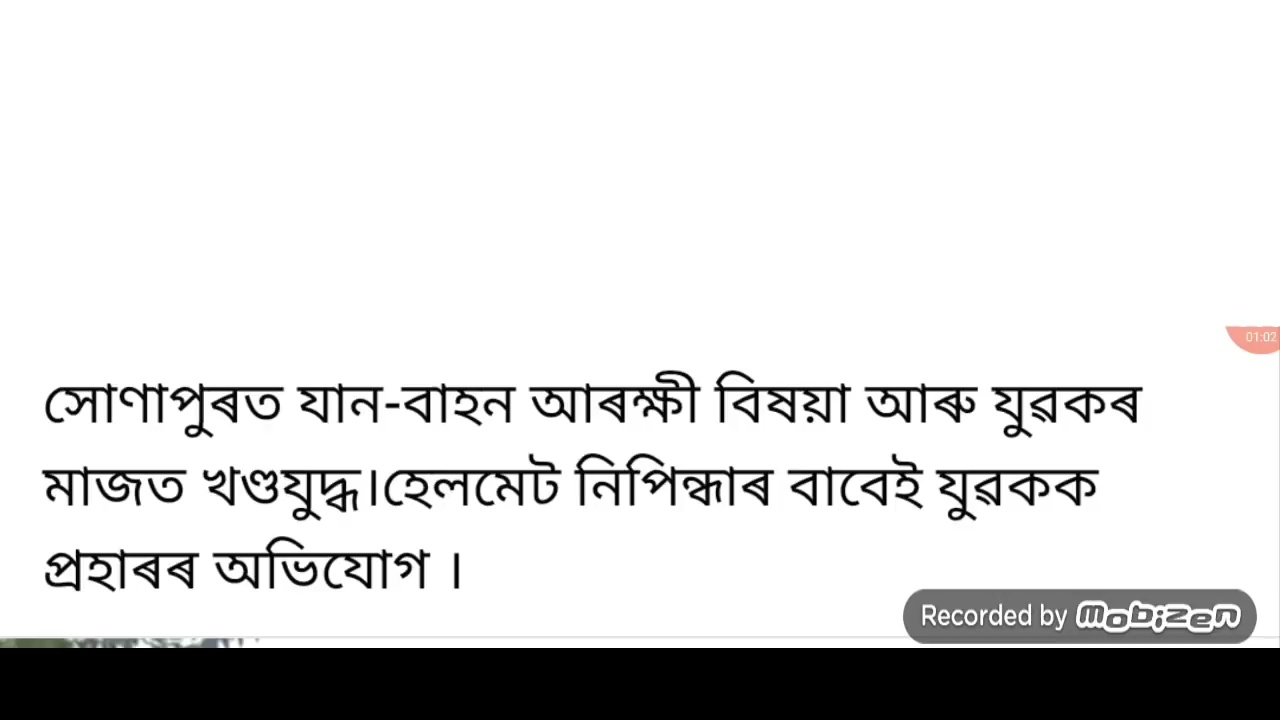 01:02
সোণাপুৰত যান-বাহন আৰক্ষী বিষয়া আৰু যুৱকৰ
মাজত খণ্ডযুদ্ধ।হেলমেট নিপিন্ধাৰ বাবেই যুৱকক
প্ৰহাৰৰ অভিযোগ ।
Recorded by Mobizen